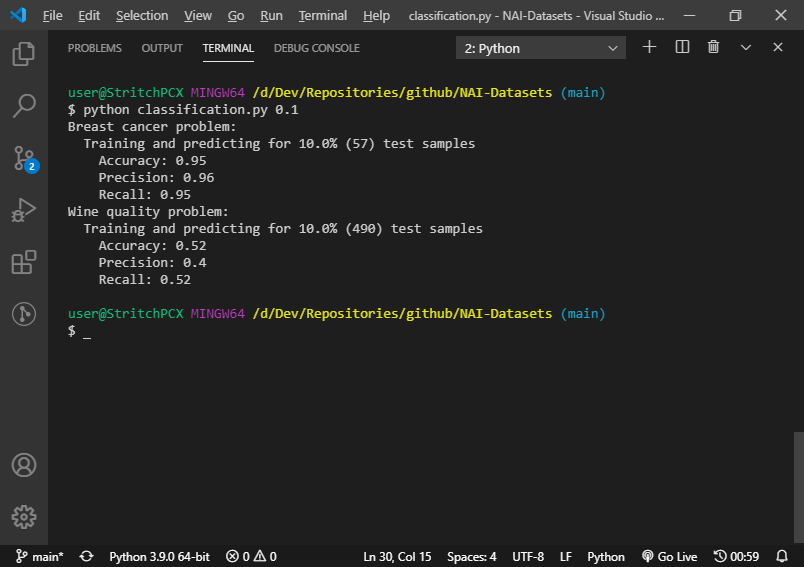 File Edit Selection View Go Run Terminal Help classification.py - NAI-Datasets - Visual Studio ...
PROBLEMS OUTPUT TERMINAL DEBUG CONSOLE 2: Python
user@StritchPCX MINGW64 /d/Dev/Repositories/github/NAI-Datasets (main)
$ python classification.py 0.1
Breast cancer problem:
  Training and predicting for 10.0% (57) test samples
    Accuracy: 0.95
    Precision: 0.96
    Recall: 0.95
Wine quality problem:
  Training and predicting for 10.0% (490) test samples
    Accuracy: 0.52
    Precision: 0.4
    Recall: 0.52
user@StritchPCX MINGW64 /d/Dev/Repositories/github/NAI-Datasets (main)
$ _
2
main* Python 3.9.0 64-bit 0 0 Ln 30, Col 15 Spaces: 4 UTF-8 LF Python Go Live 00:59